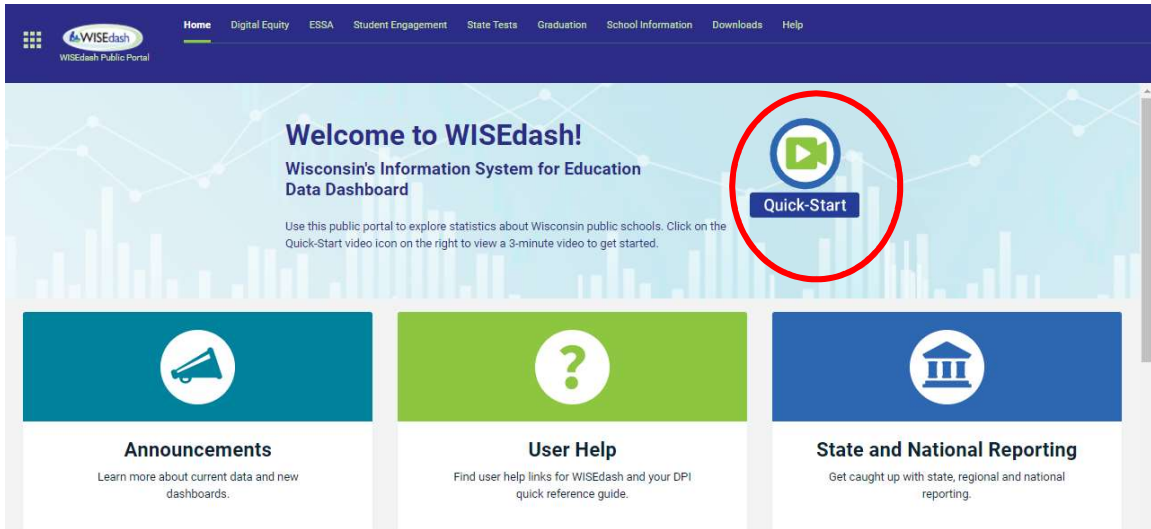 WISEdash
WISEdash Public Portal
Home Digital Equity ESSA Student Engagement State Tests Graduation School Information Downloads Help
Welcome to WISEdash!
Wisconsin's Information System for Education
Data Dashboard
Use this public portal to explore statistics about Wisconsin public schools. Click on the
Quick-Start video icon on the right to view a 3-minute video to get started.
Quick-Start
?
Announcements
Learn more about current data and new
dashboards.
User Help
Find user help links for WISEdash and your DPI
quick reference guide.
State and National Reporting
Get caught up with state, regional and national
reporting.